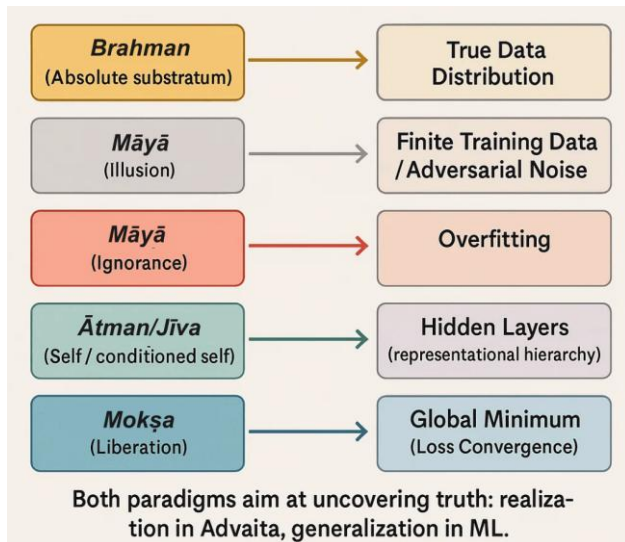 Brahman
(Absolute substratum)
True Data
Distribution
Māyā
(Illusion)
Finite Training Data
/ Adversarial Noise
Māyā
(Ignorance)
Overfitting
Ātman/Jīva
(Self / conditioned self)
Hidden Layers
(representational hierarchy)
Mokṣa
(Liberation)
Global Minimum
(Loss Convergence)
Both paradigms aim at uncovering truth: realiza-
tion in Advaita, generalization in ML.